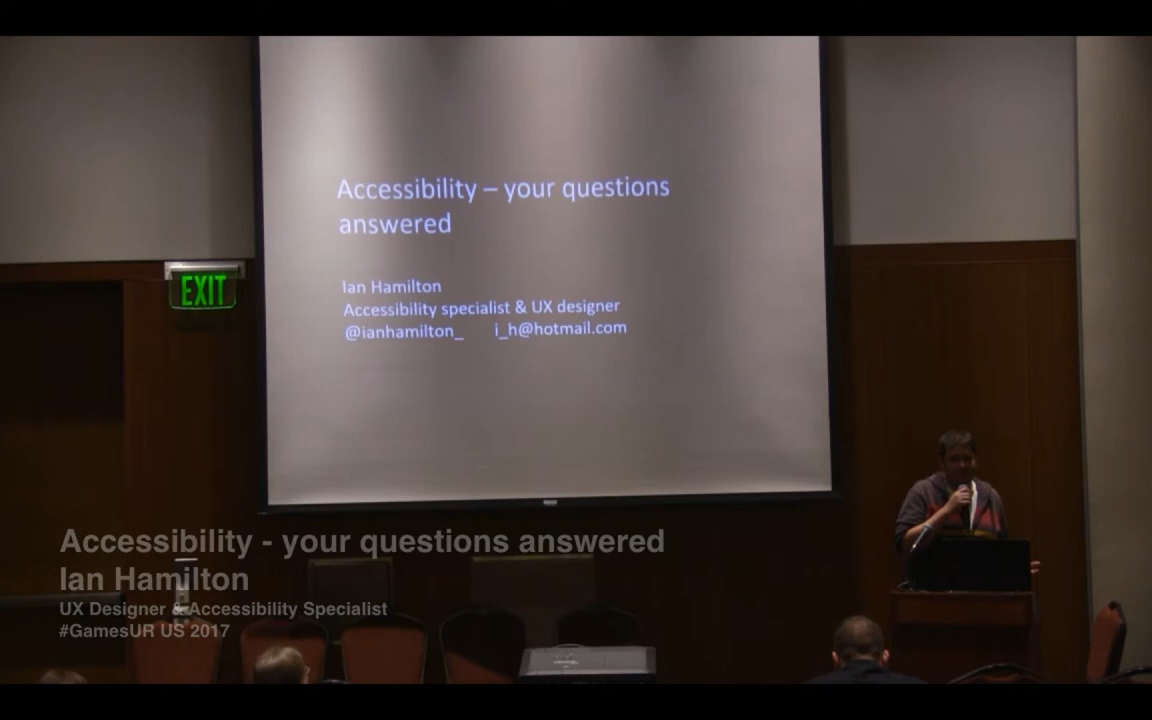 Accessibility – your questions
answered
Ian Hamilton
Accessibility specialist & UX designer
@ianhamilton_ i_h@hotmail.com
EXIT
Accessibility - your questions answered
Ian Hamilton
UX Designer & Accessibility Specialist
#GamesUR US 2017